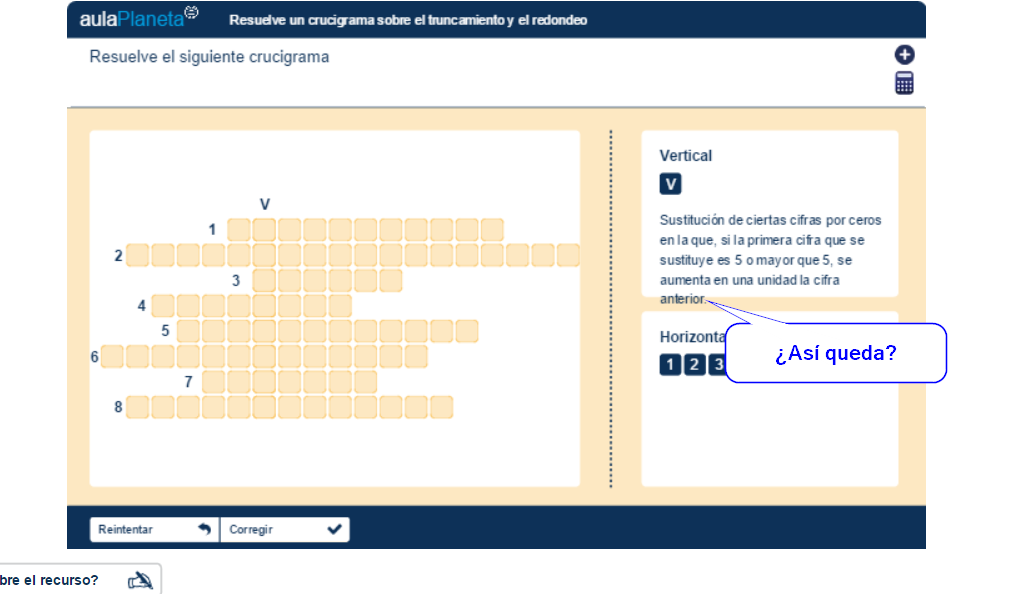 aulaPlaneta Resuelve un crucigrama sobre el truncamiento y el redondeo
Resuelve el siguiente crucigrama
V
1
2
3
4
5
6
7
8
Vertical
V
Sustitución de ciertas cifras por ceros
en la que, si la primera cifra que se
sustituye es 5 o mayor que 5, se
aumenta en una unidad la cifra
anterior.
Horizonta
1 2 3
¿Así queda?
Reintentar Corregir
bre el recurso?